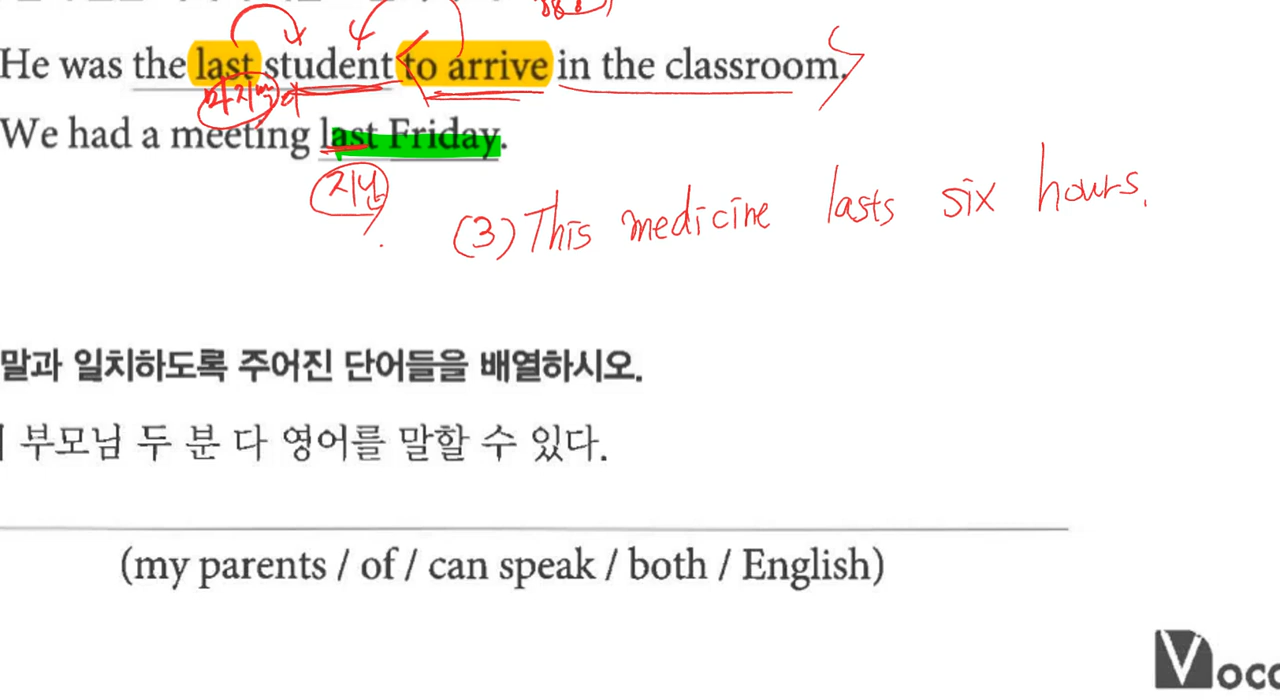 He was the last student to arrive in the classroom.
마지막
We had a meeting last Friday.
지난
(3) This medicine lasts six hours.
말과 일치하도록 주어진 단어들을 배열하시오.
부모님 두 분 다 영어를 말할 수 있다.
(my parents / of / can speak / both / English)